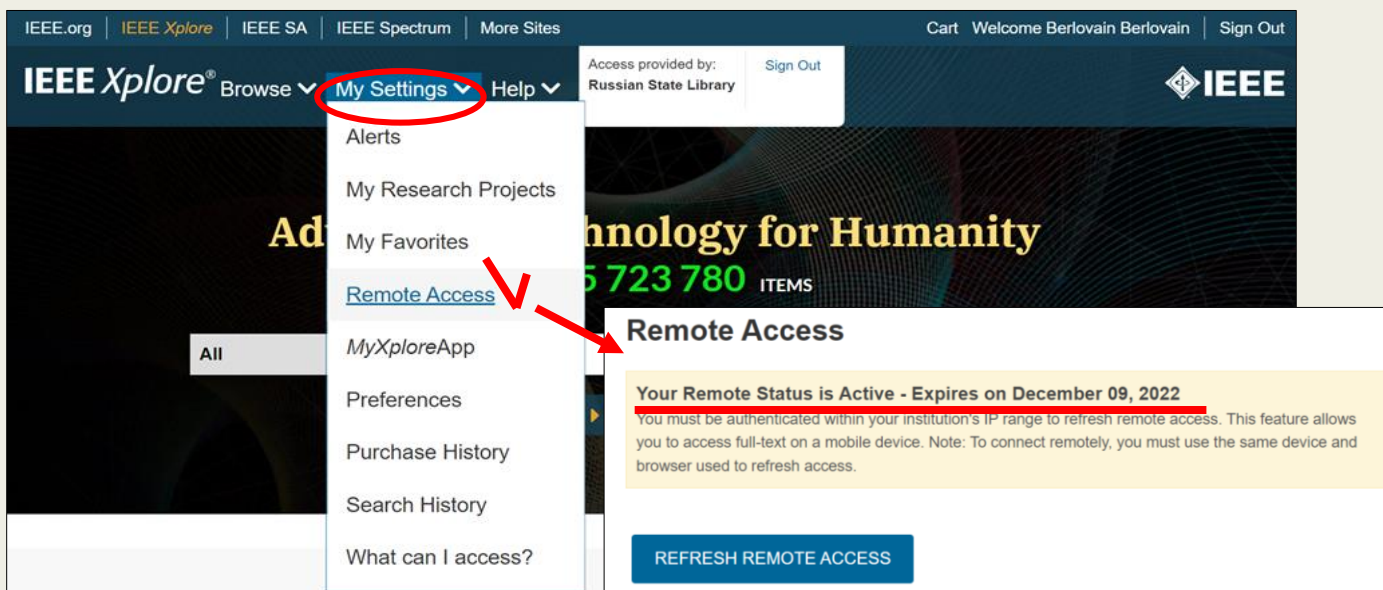 IEEE.org | IEEE Xplore | IEEE SA | IEEE Spectrum | More Sites
Cart Welcome Berlovain Berlovain | Sign Out
IEEE Xplore® Browse My Settings Help
Access provided by: Sign Out
Russian State Library
IEEE
Alerts
My Research Projects
Ad hnology for Humanity
My Favorites
5 723 780 ITEMS
Remote Access
All
MyXploreApp
Preferences
Purchase History
Search History
What can I access?
Remote Access
Your Remote Status is Active - Expires on December 09, 2022
You must be authenticated within your institution's IP range to refresh remote access. This feature allows
you to access full-text on a mobile device. Note: To connect remotely, you must use the same device and
browser used to refresh access.
REFRESH REMOTE ACCESS